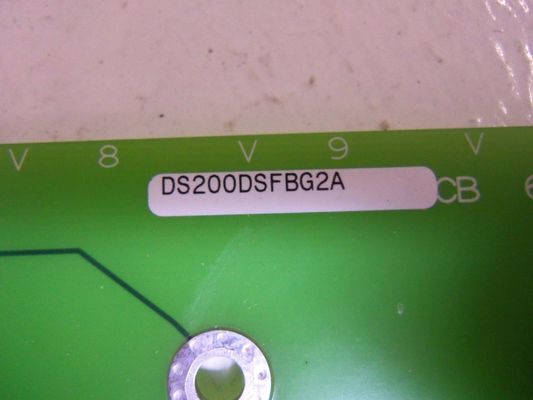 V 8 V 9 V
DS200DSFBG2A
CB 6